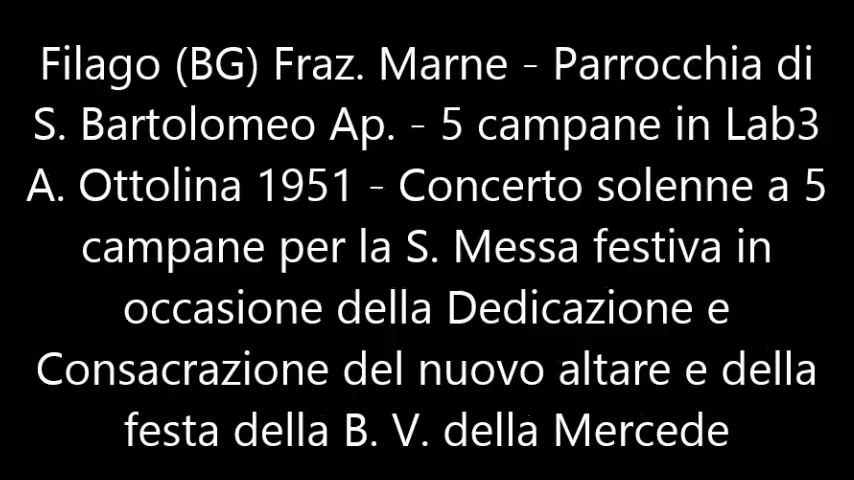 Filago (BG) Fraz. Marne - Parrocchia di
S. Bartolomeo Ap. - 5 campane in Lab3
A. Ottolina 1951 - Concerto solenne a 5
campane per la S. Messa festiva in
occasione della Dedicazione e
Consacrazione del nuovo altare e della
festa della B. V. della Mercede